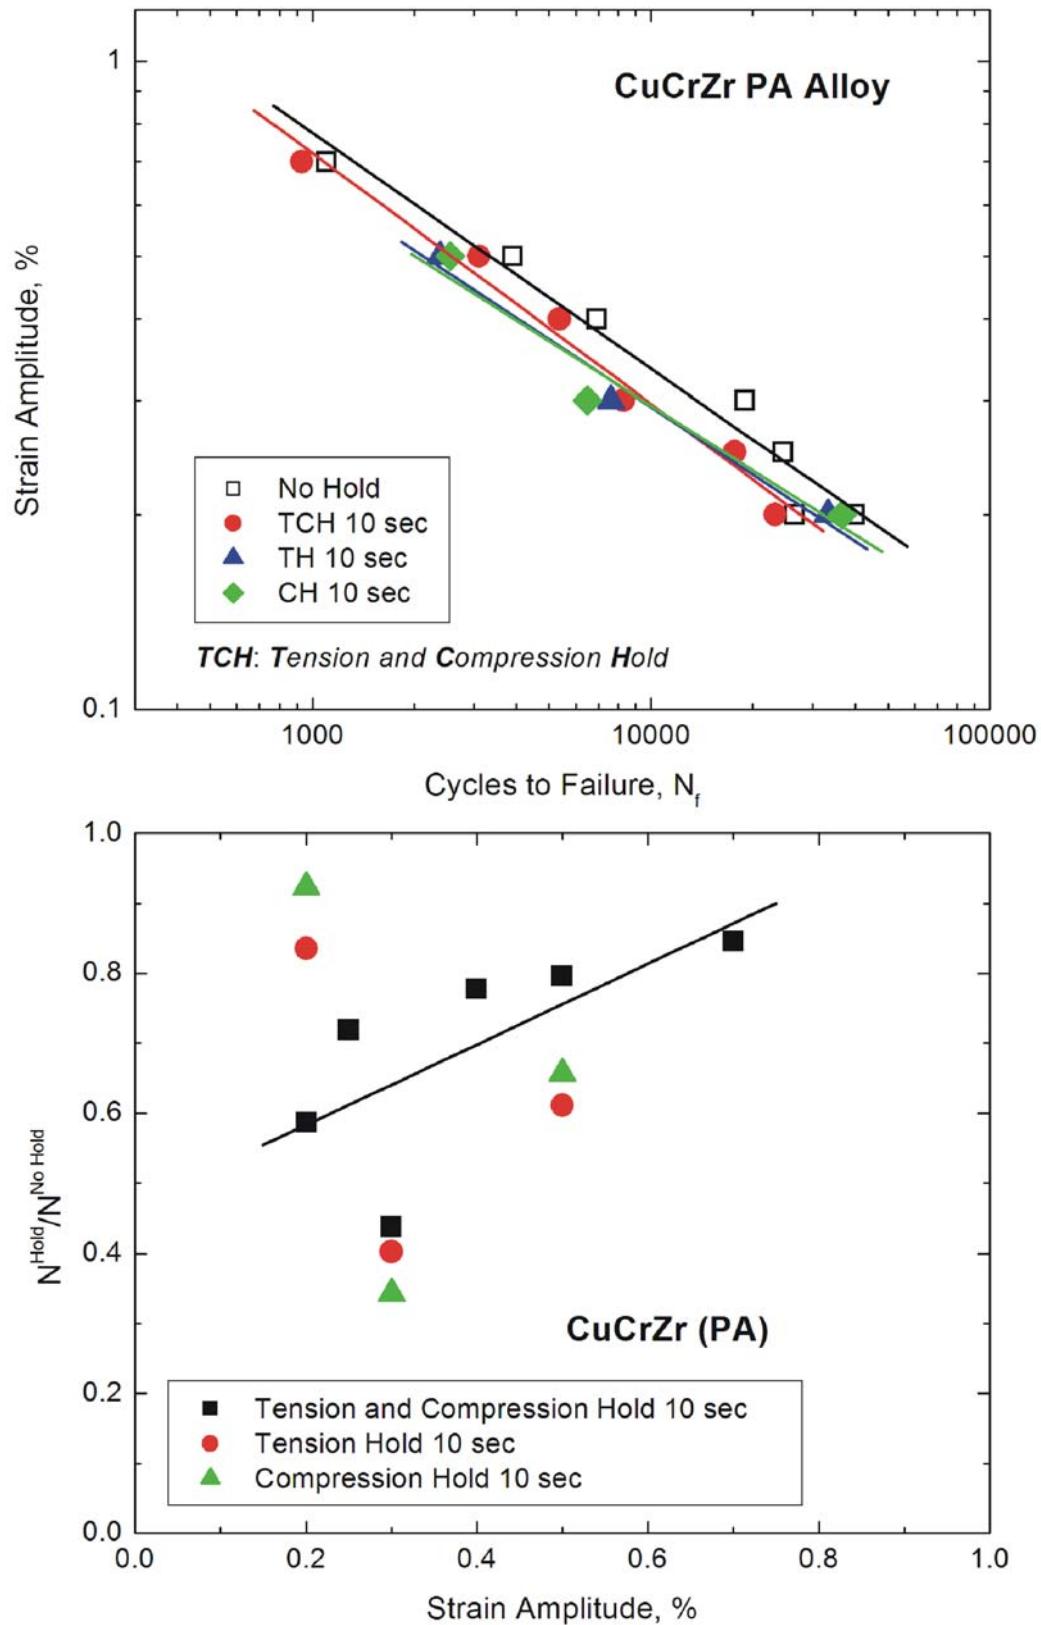 CuCrZr PA Alloy
1
Strain Amplitude, %
No Hold
TCH 10 sec
TH 10 sec
CH 10 sec
TCH: Tension and Compression Hold
0.1
1000 10000 100000
Cycles to Failure, Nf
1.0
0.8
0.6
N^Hold/N^No Hold
0.4
CuCrZr (PA)
0.2
Tension and Compression Hold 10 sec
Tension Hold 10 sec
Compression Hold 10 sec
0.0
0.0 0.2 0.4 0.6 0.8 1.0
Strain Amplitude, %